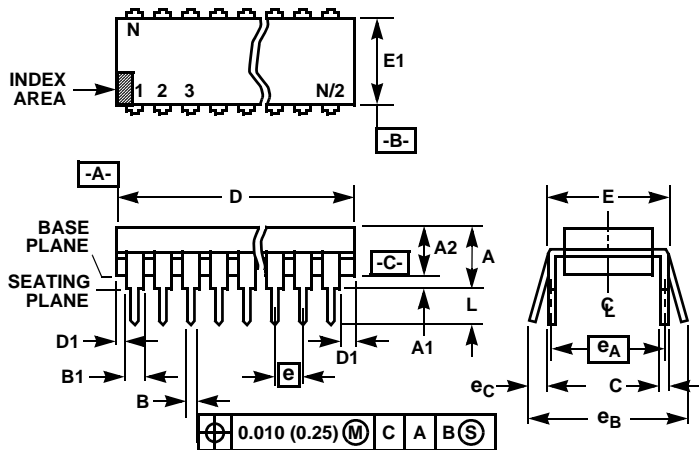 N
E1
INDEX
AREA
1 2 3 N/2
-B-
-A-
D
E
BASE
PLANE
A2
A
-C-
SEATING
PLANE
L
C L
D1
B1
A1
D1
e
eA
B
eC
C
eB
0.010 (0.25) M C A B S